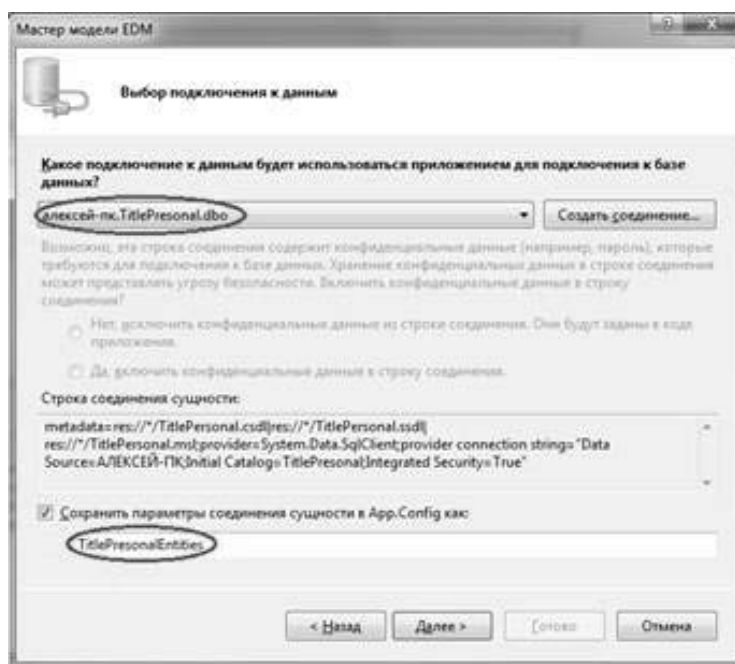 Мастер модели EDM
Выбор подключения к данным
Какое подключение к данным будет использоваться приложением для подключения к базе
данных?
алексей-пк.TitlePresonal.dbo
Создать соединение...
Возможно, эта строка соединения содержит конфиденциальные данные (например, пароль), которые
требуются для подключения к базе данных. Хранение конфиденциальных данных в строке соединения
может представлять угрозу безопасности. Включить конфиденциальные данные в строку
соединения?
Нет, исключить конфиденциальные данные из строки соединения. Они будут заданы в коде
приложения.
Да, включить конфиденциальные данные в строку соединения.
Строка соединения сущности:
metadata=res://*/TitlePersonal.csdl|res://*/TitlePersonal.ssdl|
res://*/TitlePersonal.msl;provider=System.Data.SqlClient;provider connection string="Data
Source=АЛЕКСЕЙ-ПК;Initial Catalog=TitlePresonal;Integrated Security=True"
Сохранить параметры соединения сущности в App.Config как:
TitlePresonalEntities
< Назад
Далее >
Готово
Отмена